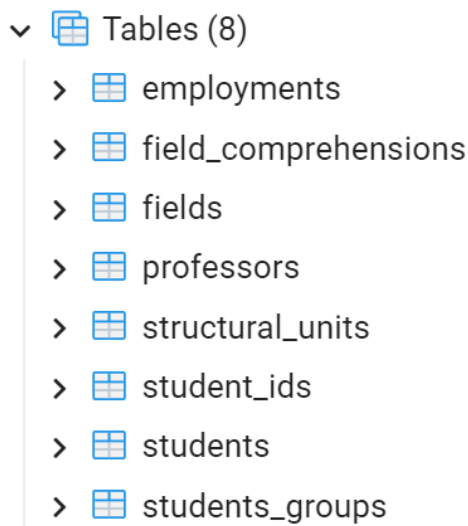 Tables (8)
employments
field_comprehensions
fields
professors
structural_units
student_ids
students
students_groups